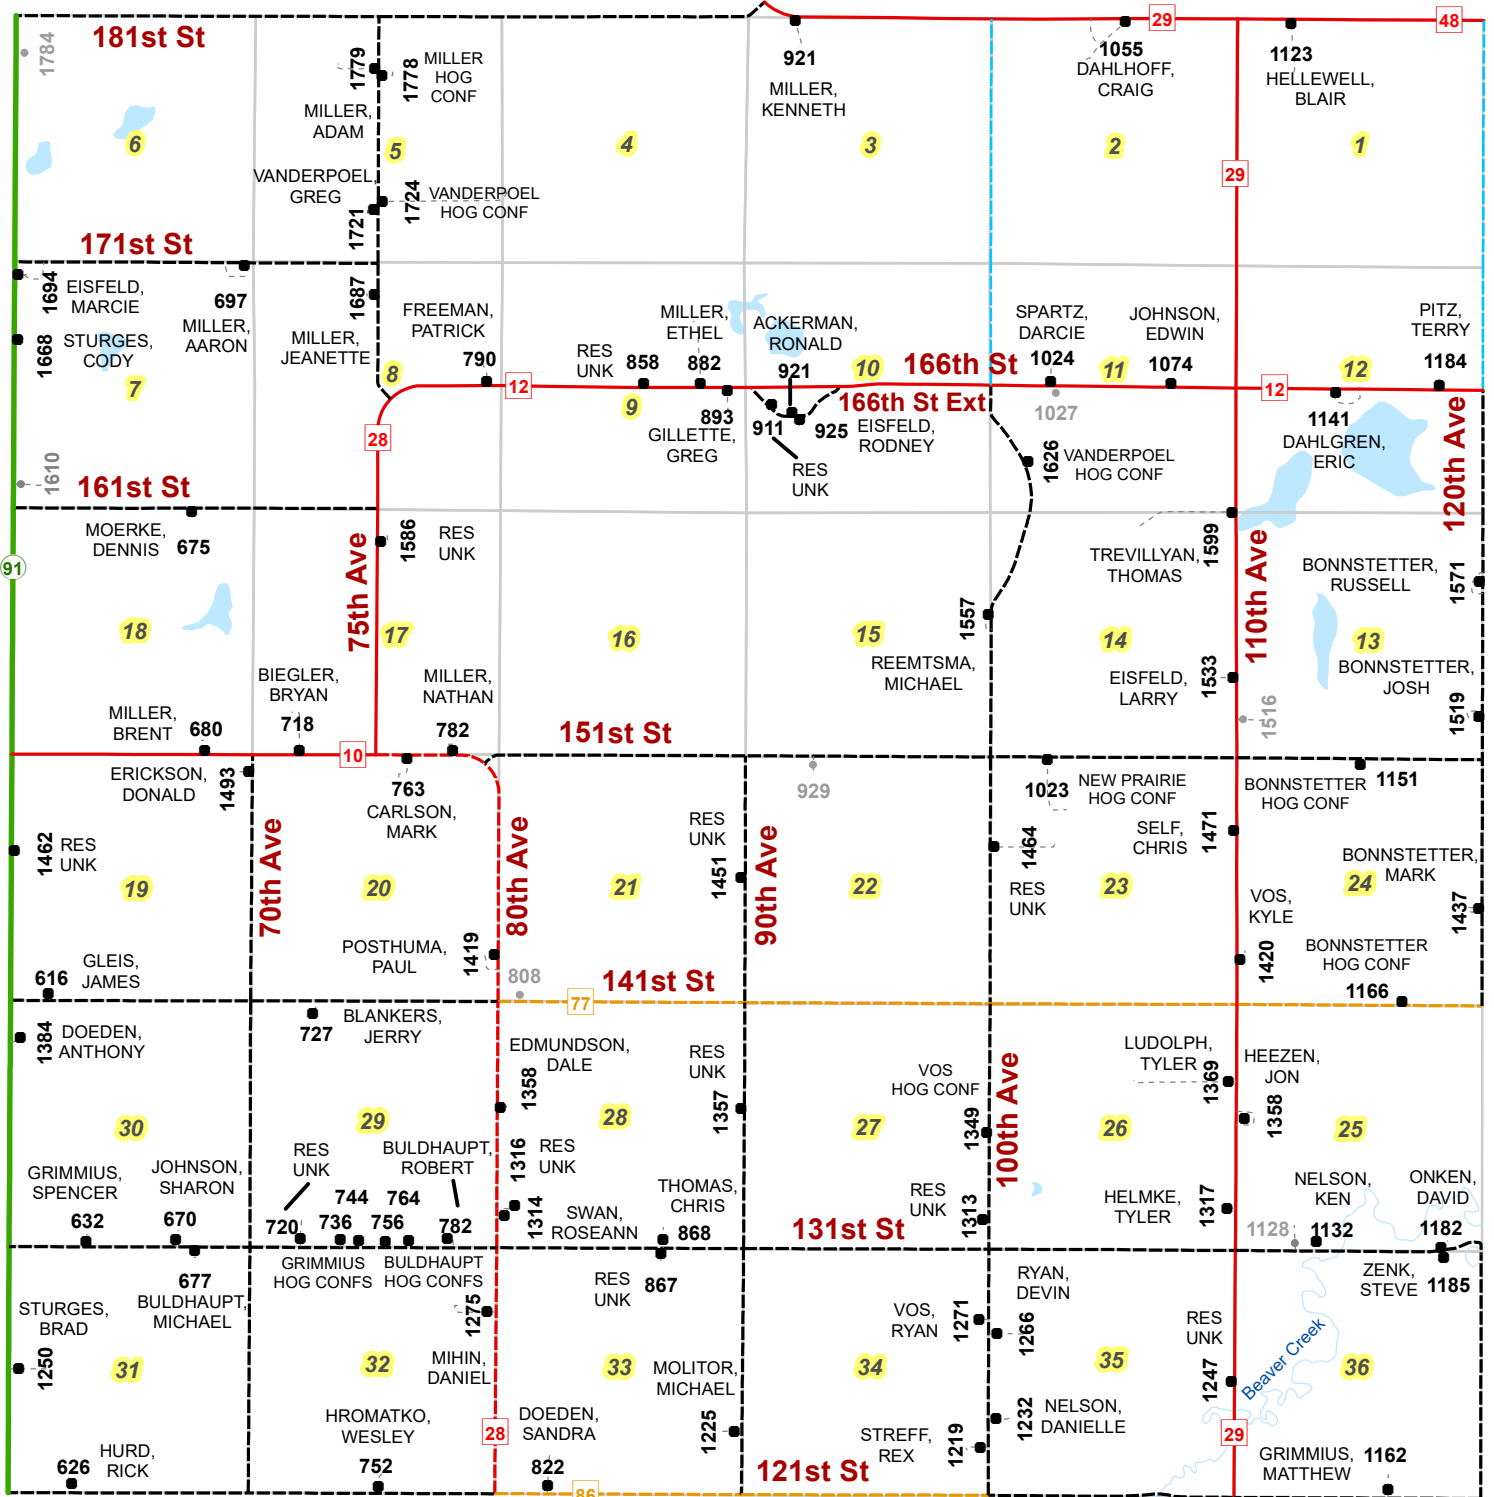 181st St
1784
1779
1778
MILLER
HOG
CONF
MILLER,
ADAM
921
MILLER,
KENNETH
1055
DAHLHOFF,
CRAIG
29
1123
HELLEWELL,
BLAIR
48
6
5
4
3
2
1
29
VANDERPOEL,
GREG
1721
1724
VANDERPOEL
HOG CONF
171st St
1694
EISFELD,
MARCIE
697
MILLER,
AARON
1687
MILLER,
JEANETTE
1668
STURGES,
CODY
FREEMAN,
PATRICK
790
RES
UNK
858
MILLER,
ETHEL
882
ACKERMAN,
RONALD
921
SPARTZ,
DARCIE
1024
JOHNSON,
EDWIN
1074
PITZ,
TERRY
1184
166th St
7
8
12
9
10
11
12
12
893
GILLETTE,
GREG
911
925
166th St Ext
EISFELD,
RODNEY
RES
UNK
1027
1141
DAHLGREN,
ERIC
120th Ave
28
1610
161st St
1626
VANDERPOEL
HOG CONF
MOERKE,
DENNIS
675
1586
RES
UNK
TREVILLYAN,
THOMAS
1599
BONNSTETTER,
RUSSELL
1571
91
75th Ave
110th Ave
1557
REEMTSMA,
MICHAEL
18
17
16
15
14
13
BIEGLER,
BRYAN
718
MILLER,
NATHAN
782
EISFELD,
LARRY
1533
1516
BONNSTETTER,
JOSH
1519
MILLER,
BRENT
680
10
151st St
ERICKSON,
DONALD
1493
763
CARLSON,
MARK
929
1023
NEW PRAIRIE
HOG CONF
BONNSTETTER
HOG CONF
1151
1462
RES
UNK
70th Ave
80th Ave
RES
UNK
1451
90th Ave
1464
RES
UNK
SELF,
CHRIS
1471
BONNSTETTER,
MARK
1437
19
20
21
22
23
24
VOS,
KYLE
1420
POSTHUMA,
PAUL
1419
808
141st St
BONNSTETTER
HOG CONF
1166
GLEIS,
JAMES
616
77
1384
DOEDEN,
ANTHONY
727
BLANKERS,
JERRY
EDMUNDSON,
DALE
1358
RES
UNK
1357
VOS
HOG CONF
1349
100th Ave
LUDOLPH,
TYLER
1369
HEEZEN,
JON
1358
30
29
28
27
26
25
GRIMMIUS,
SPENCER
632
JOHNSON,
SHARON
670
RES
UNK
720
736
744
756
764
BULDHAUPT,
ROBERT
782
1316
RES
UNK
1314
SWAN,
ROSEANN
THOMAS,
CHRIS
868
131st St
RES
UNK
1313
HELMKE,
TYLER
1317
1128
NELSON,
KEN
1132
ONKEN,
DAVID
1182
677
BULDHAUPT,
MICHAEL
GRIMMIUS
HOG CONFS
BULDHAUPT
HOG CONFS
RES
UNK
867
RYAN,
DEVIN
1266
ZENK,
STEVE
1185
STURGES,
BRAD
1250
1275
MIHIN,
DANIEL
VOS,
RYAN
1271
RES
UNK
1247
Beaver Creek
31
32
33
34
35
36
MOLITOR,
MICHAEL
1225
1232
NELSON,
DANIELLE
HROMATKO,
WESLEY
752
28
DOEDEN,
SANDRA
822
STREFF,
REX
1219
29
HURD,
RICK
626
121st St
GRIMMIUS,
MATTHEW
1162
86